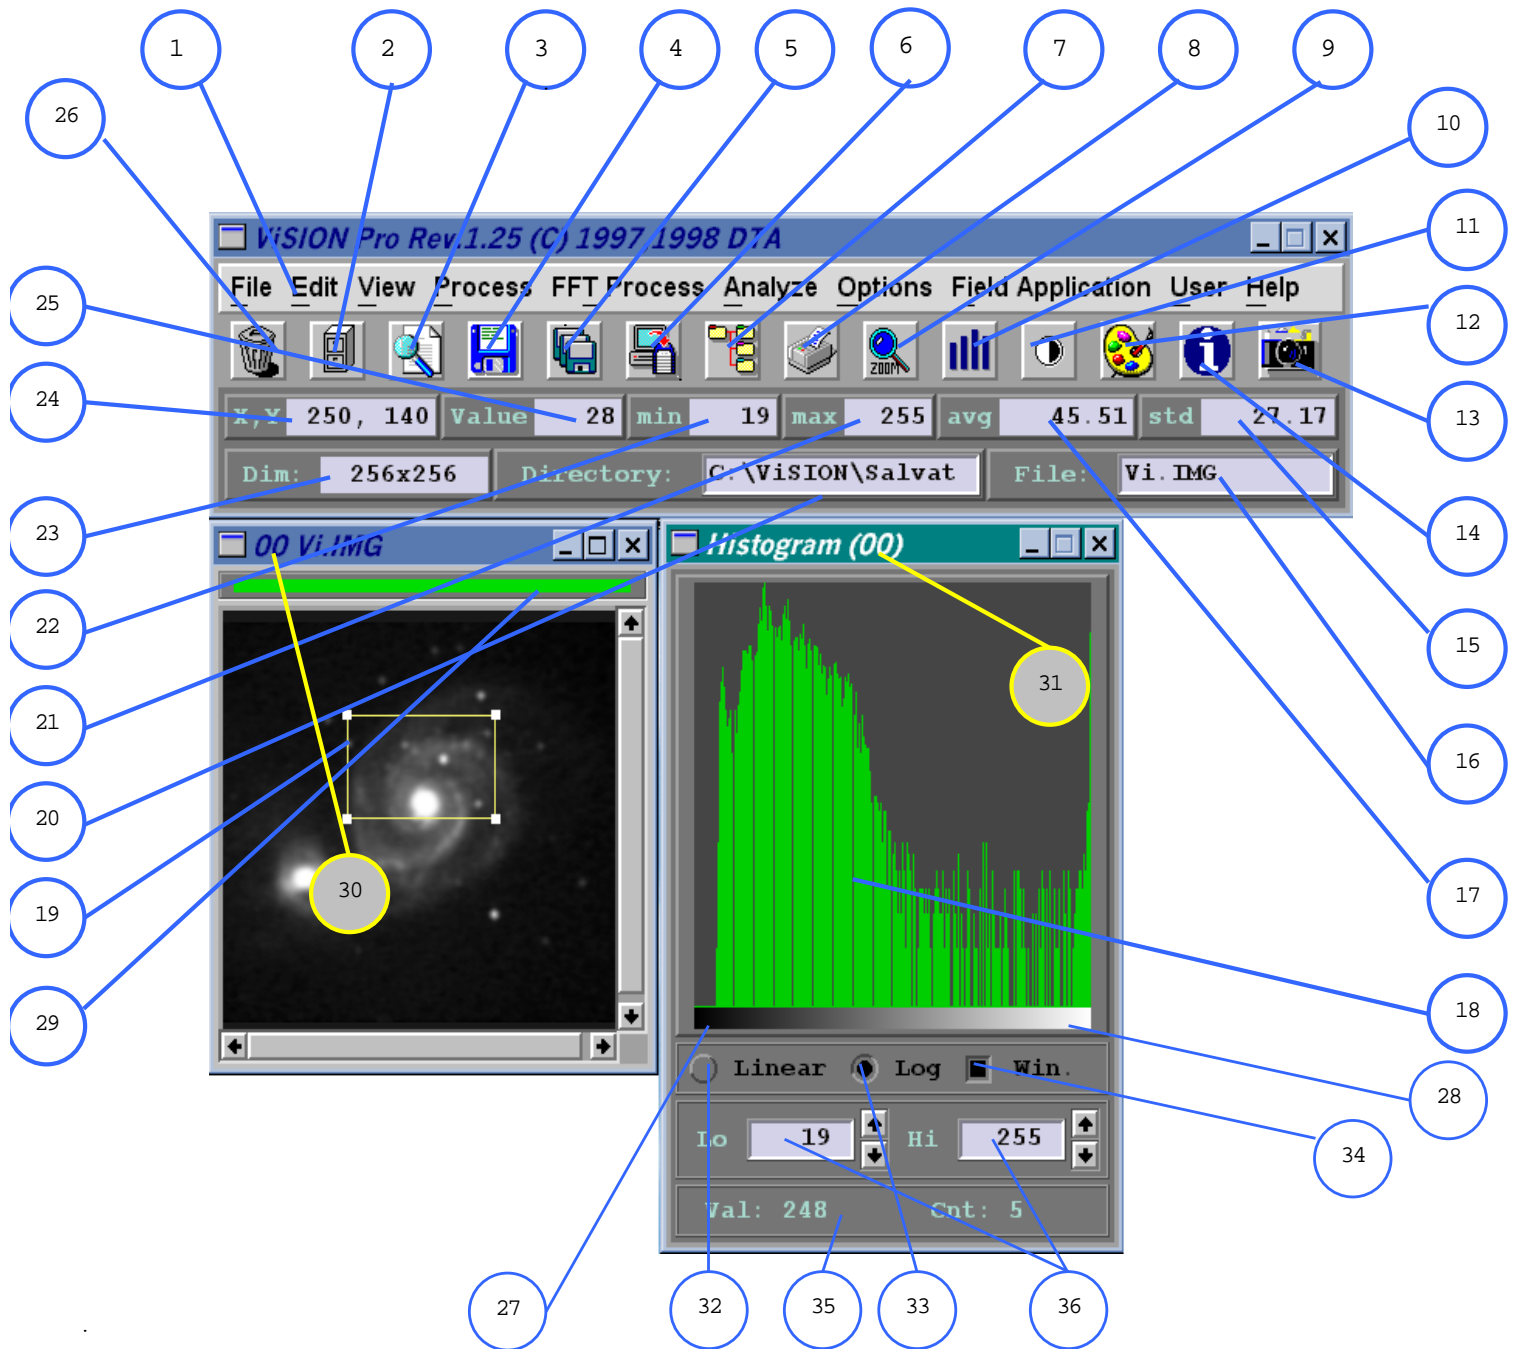 1 2 3 4 5 6 7 8 9
26 10
ViSION Pro Rev.1.25 (C) 1997,1998 DTA
11
File Edit View Process FFT Process Analyze Options Field Application User Help
25 12
ZOOM
24 X,Y 250, 140 Value 28 min 19 max 255 avg 45.51 std 27.17 13
Dim: 256x256 Directory: C:\ViSION\Salvat File: Vi.IMG
23 14
00 Vi.IMG Histogram (00)
22 15
31
21 16
20
30 17
19
29 18
Linear Log Win.
28
Lo 19 Hi 255
34
Val: 248 Cnt: 5
27 32 35 33 36